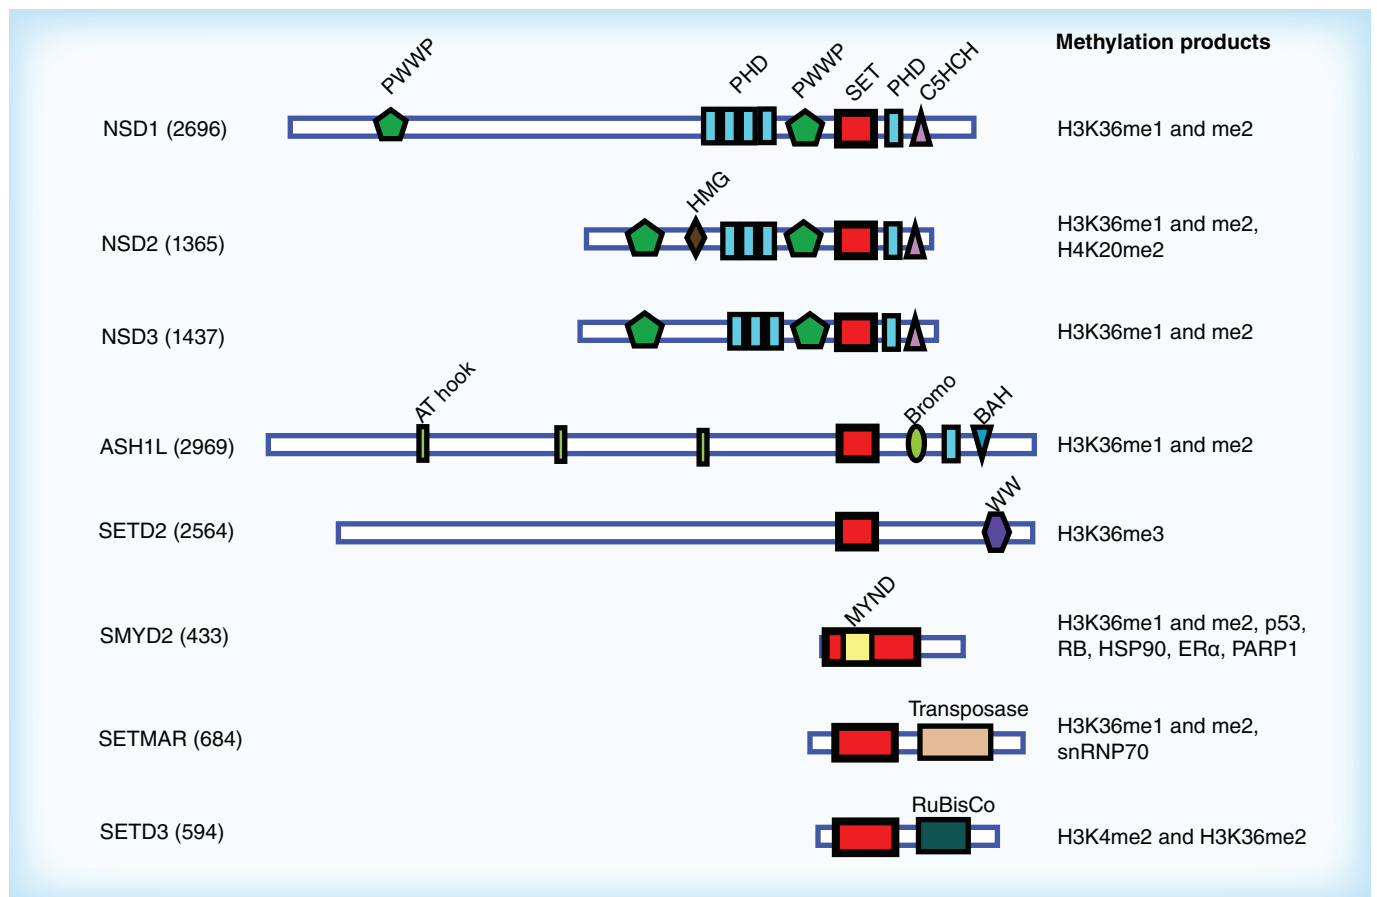 Methylation products
PWWP
PHD
PWWP
SET
PHD
C5HCH
NSD1 (2696)
H3K36me1 and me2
HMG
NSD2 (1365)
H3K36me1 and me2,
H4K20me2
NSD3 (1437)
H3K36me1 and me2
AT hook
Bromo
BAH
ASH1L (2969)
H3K36me1 and me2
WW
SETD2 (2564)
H3K36me3
MYND
SMYD2 (433)
H3K36me1 and me2, p53,
RB, HSP90, ERα, PARP1
Transposase
SETMAR (684)
H3K36me1 and me2,
snRNP70
RuBisCo
SETD3 (594)
H3K4me2 and H3K36me2